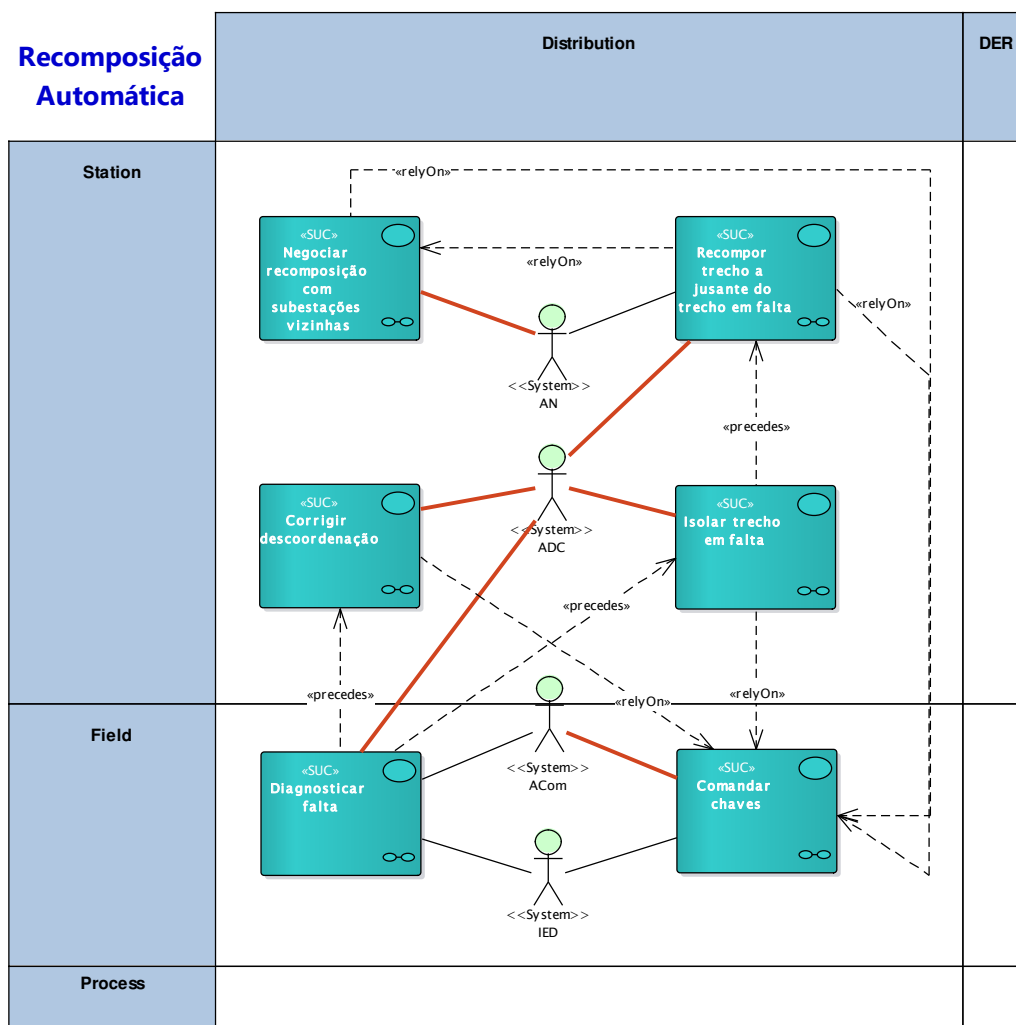 Recomposição
Automática
Distribution
DER
Station
«relyOn»
«SUC»
Negociar
recomposição
com
subestações
vizinhas
«relyOn»
«SUC»
Recompor
trecho a
jusante do
trecho em falta
«relyOn»
<<System>>
AN
«precedes»
«SUC»
Corrigir
descoordenação
<<System>>
ADC
«SUC»
Isolar trecho
em falta
«precedes»
«precedes»
«relyOn»
«relyOn»
Field
«SUC»
Diagnosticar
falta
<<System>>
ACom
«SUC»
Comandar
chaves
<<System>>
IED
Process